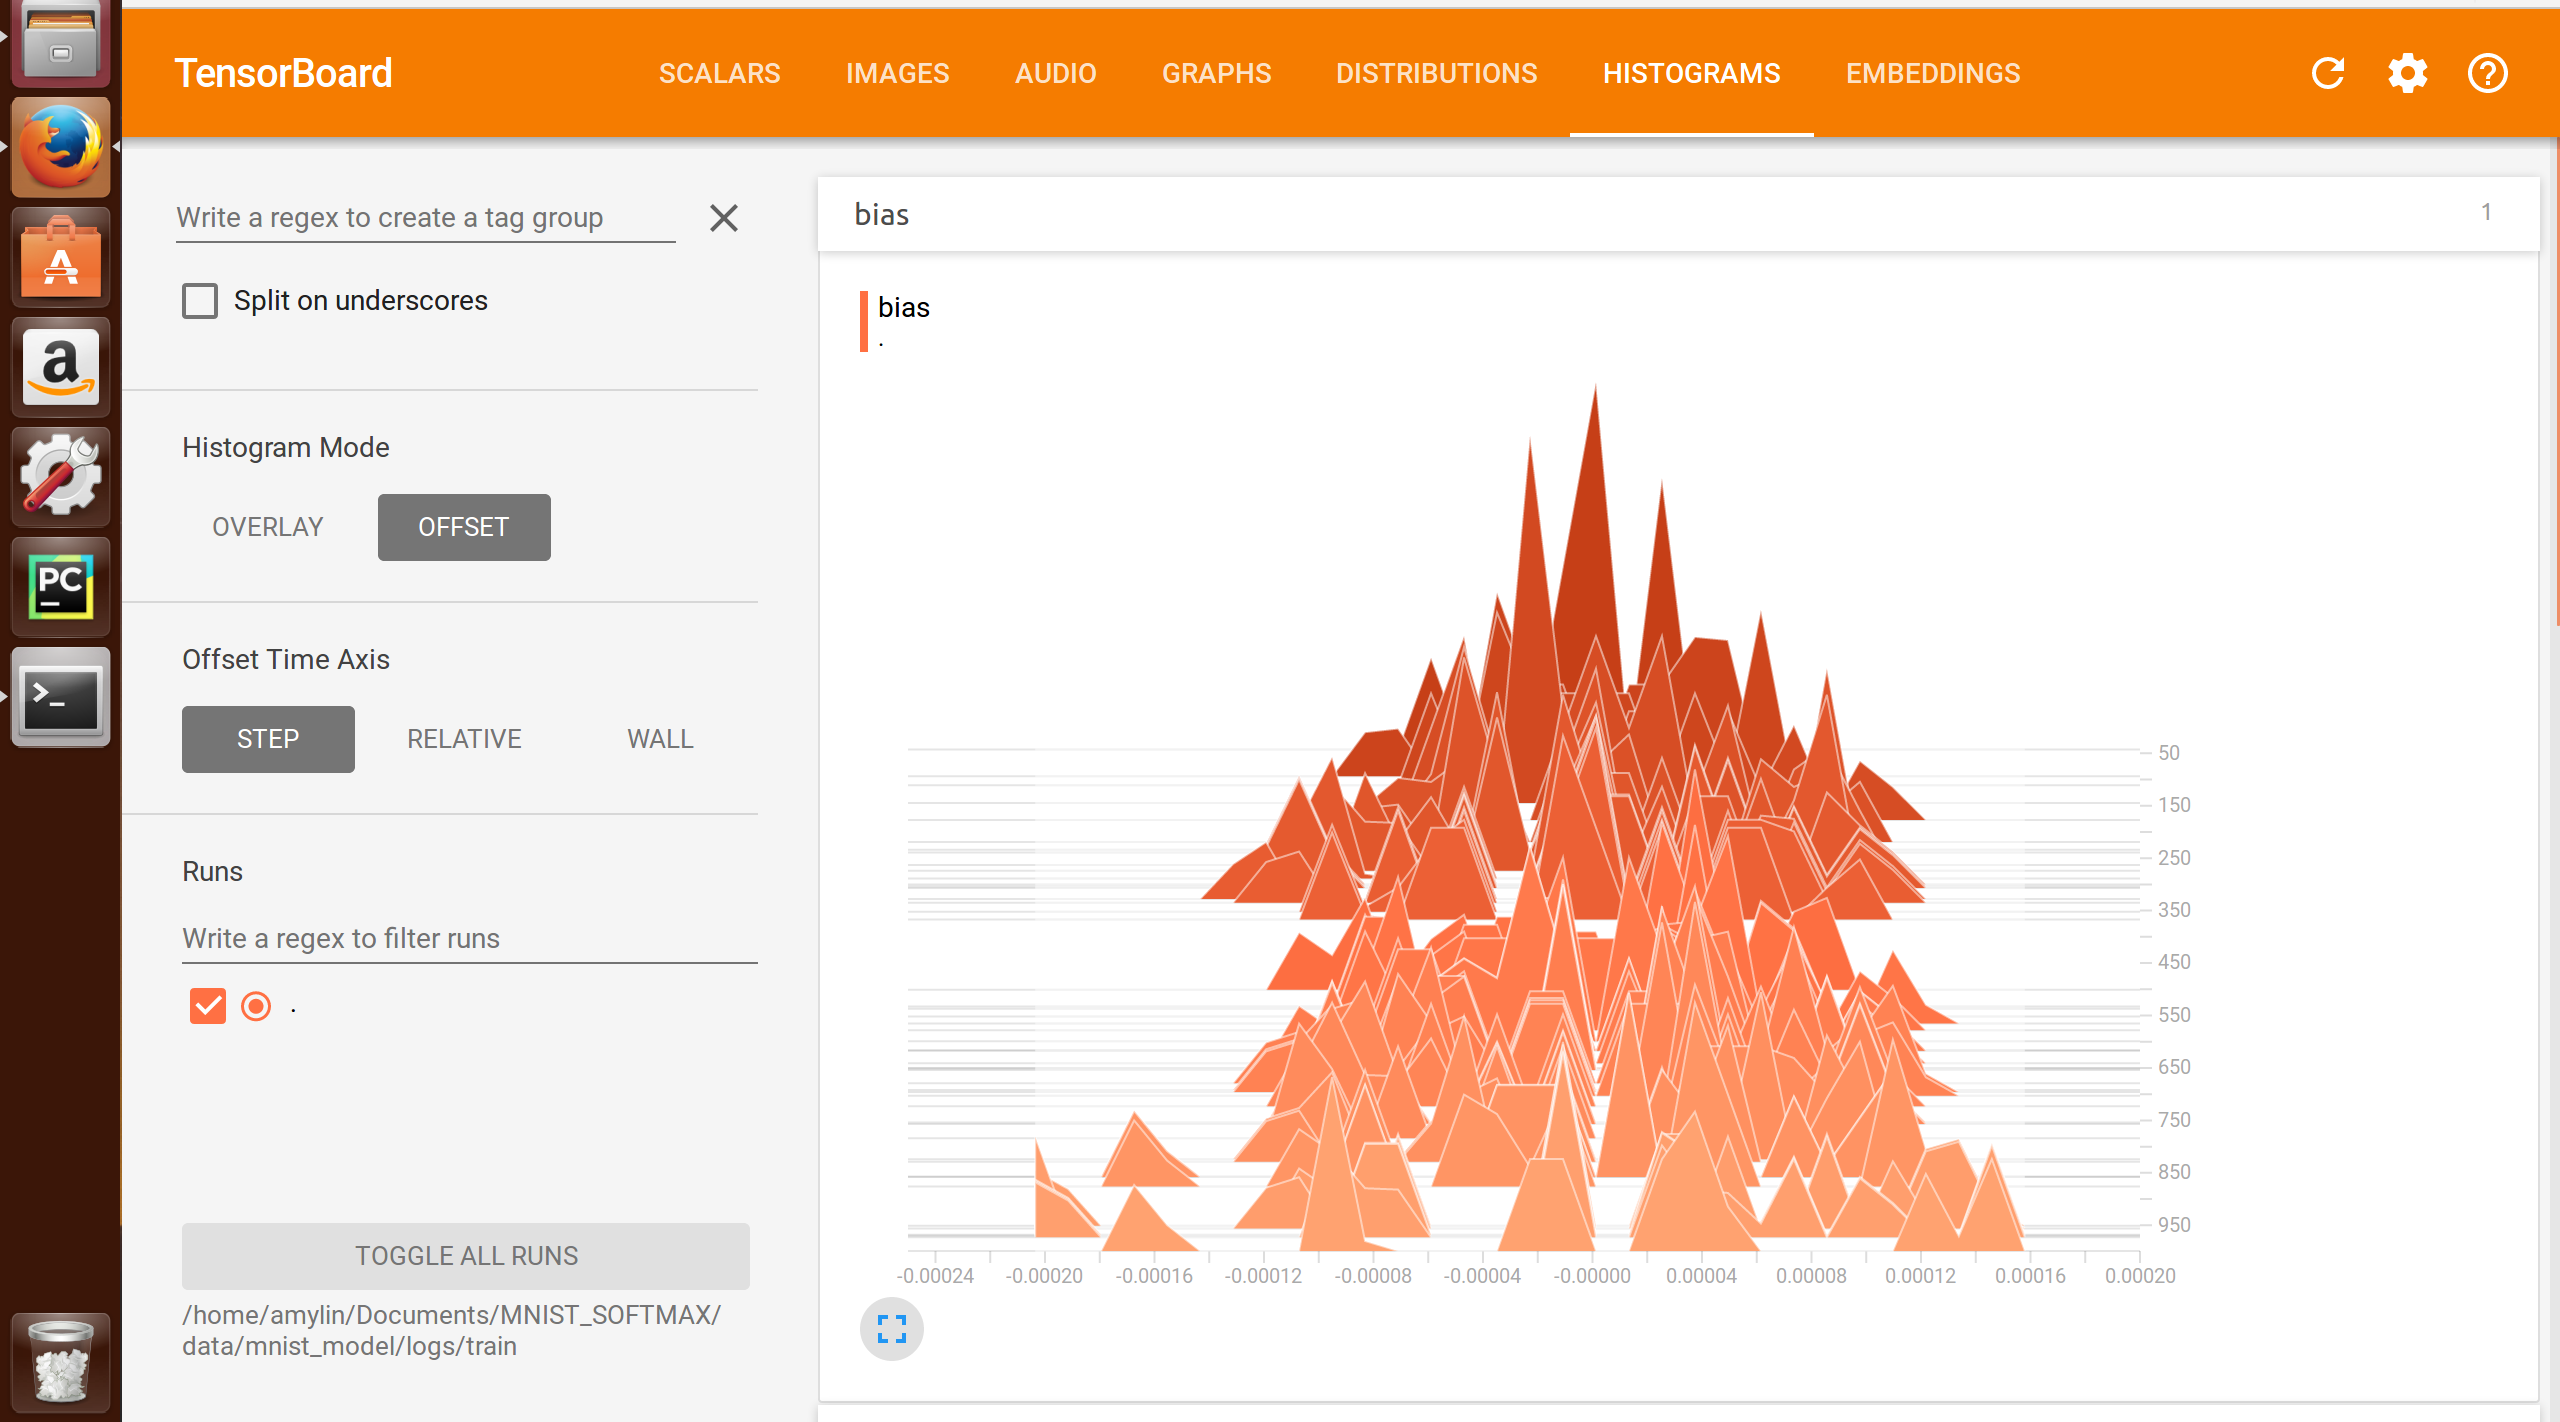 TensorBoard
SCALARS IMAGES AUDIO GRAPHS DISTRIBUTIONS HISTOGRAMS EMBEDDINGS
Write a regex to create a tag group
Split on underscores
Histogram Mode
OVERLAY OFFSET
Offset Time Axis
STEP RELATIVE WALL
Runs
Write a regex to filter runs
.
TOGGLE ALL RUNS
/home/amylin/Documents/MNIST_SOFTMAX/
data/mnist_model/logs/train
bias 1
bias
.
50
150
250
350
450
550
650
750
850
950
-0.00024 -0.00020 -0.00016 -0.00012 -0.00008 -0.00004 -0.00000 0.00004 0.00008 0.00012 0.00016 0.00020
A
a
PC
>_